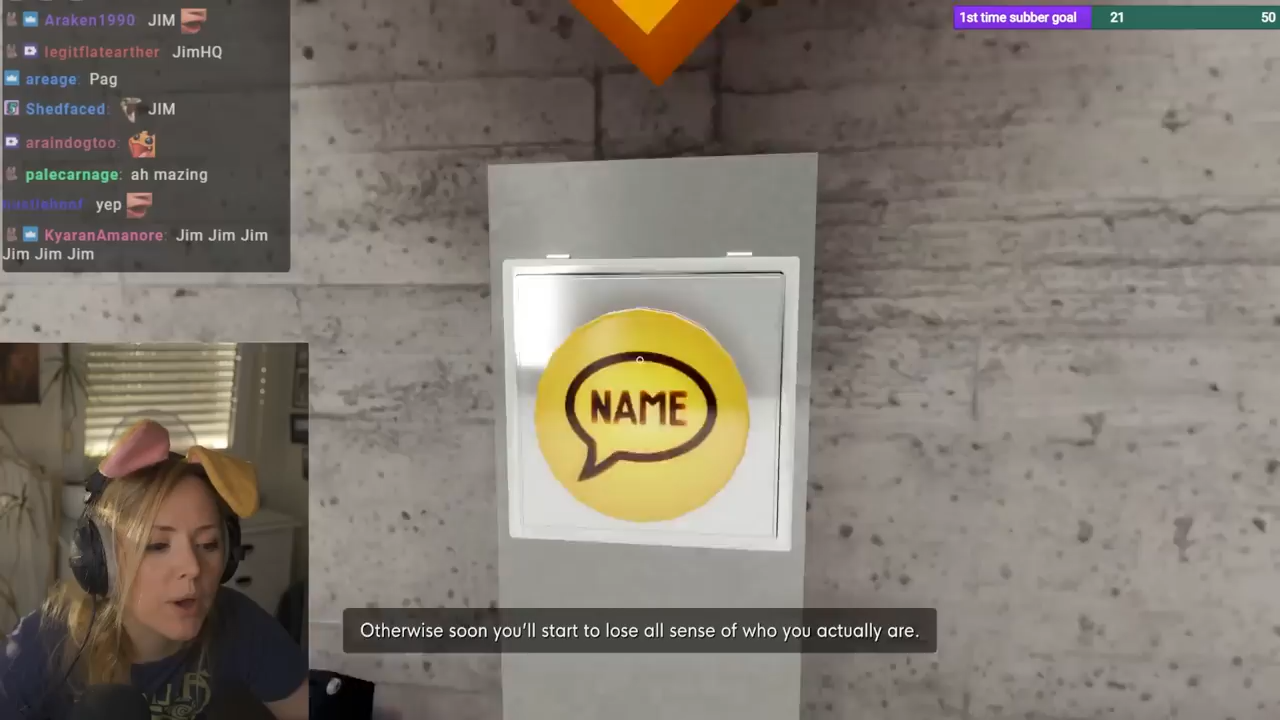 Araken1990 JIM
legitflatearther JimHQ
areage: Pag
Shedfaced: JIM
araindogtoo:
palecarnage: ah mazing
yep
KyaranAmanore: Jim Jim Jim
Jim Jim Jim
1st time subber goal 21 50
NAME
Otherwise soon you'll start to lose all sense of who you actually are.